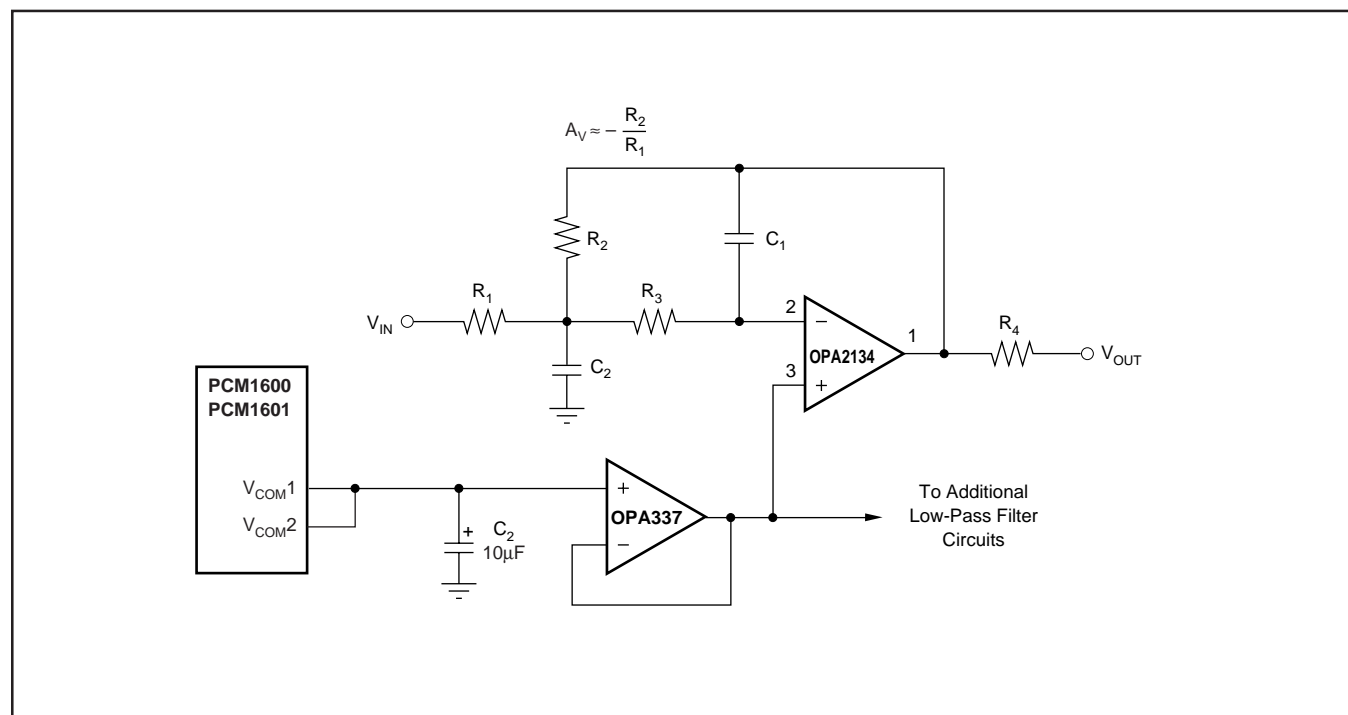 A_V ≈ – R_2
R_1
R_2
C_1
R_1
R_3
V_IN
2
–
OPA2134
1
R_4
V_OUT
3
+
C_2
PCM1600
PCM1601
V_COM1
V_COM2
+
C_2
10μF
+
OPA337
–
To Additional
Low-Pass Filter
Circuits